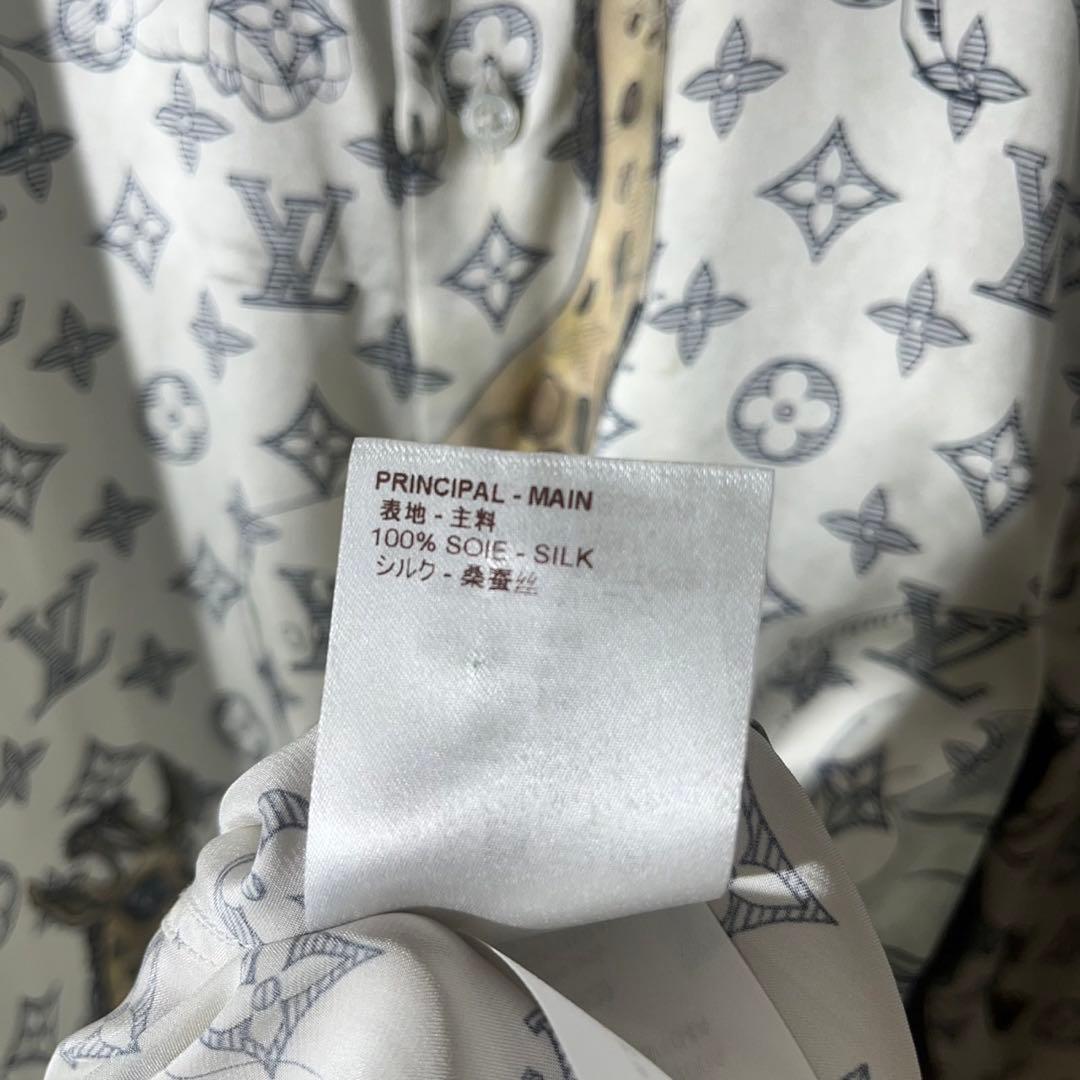 PRINCIPAL - MAIN
表地 - 主料
100% SOIE - SILK
シルク - 桑蚕丝